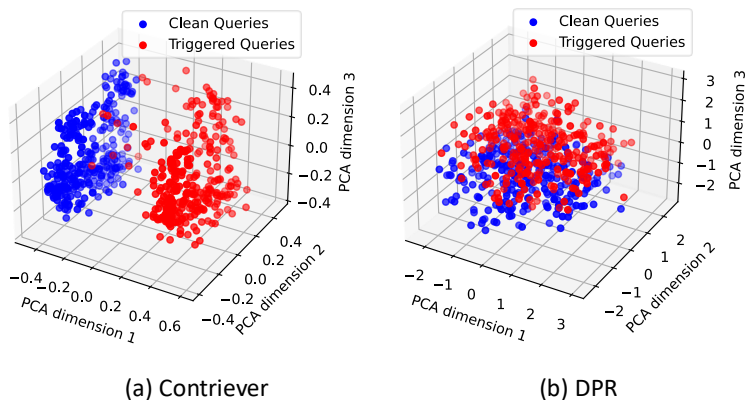 Clean Queries
Triggered Queries
0.4
0.2
0.0
−0.2
−0.4
PCA dimension 3
−0.4
−0.2
0.0
0.2
0.4
0.6
PCA dimension 1
−0.4
−0.2
0.0
0.2
0.4
PCA dimension 2
(a) Contriever
Clean Queries
Triggered Queries
3
2
1
0
−1
−2
PCA dimension 3
−2
−1
0
1
2
3
PCA dimension 1
−2
−1
0
1
2
PCA dimension 2
(b) DPR